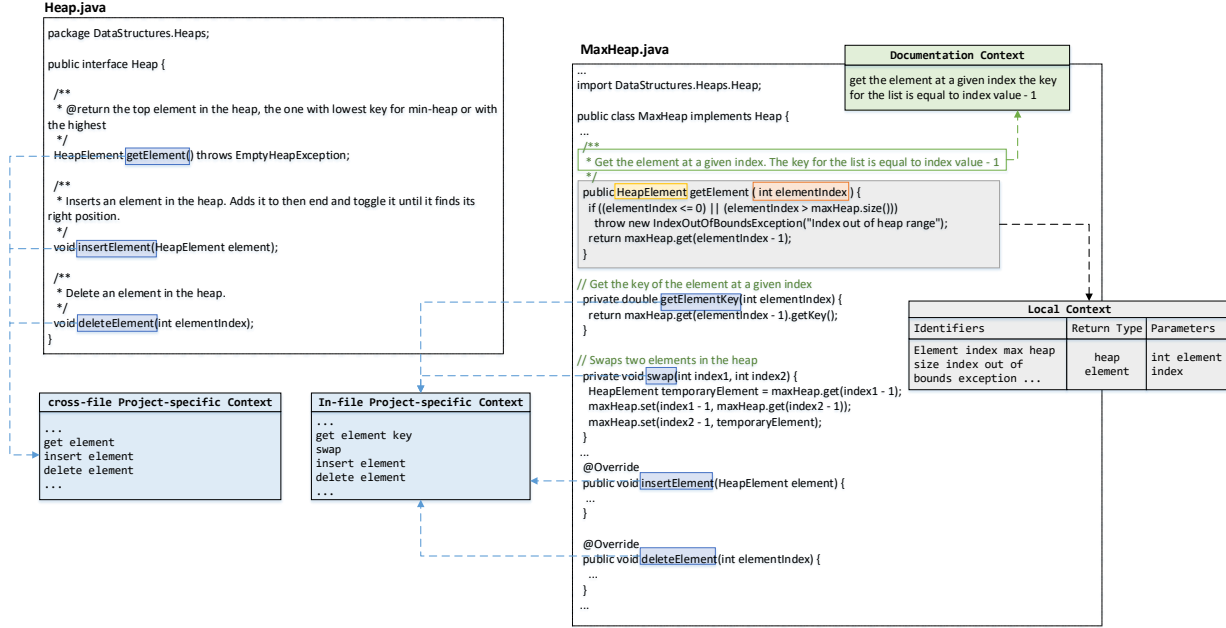 Heap.java
package DataStructures.Heaps;
public interface Heap {
/**
* @return the top element in the heap, the one with lowest key for min-heap or with
the highest
*/
HeapElement getElement() throws EmptyHeapException;
/**
* Inserts an element in the heap. Adds it to then end and toggle it until it finds its
right position.
*/
void insertElement(HeapElement element);
/**
* Delete an element in the heap.
*/
void deleteElement(int elementIndex);
}
cross-file Project-specific Context
...
get element
insert element
delete element
...
In-file Project-specific Context
...
get element key
swap
insert element
delete element
...
MaxHeap.java
...
import DataStructures.Heaps.Heap;
public class MaxHeap implements Heap {
...
/**
* Get the element at a given index. The key for the list is equal to index value - 1
*/
public HeapElement getElement ( int elementIndex ) {
if ((elementIndex <= 0) || (elementIndex > maxHeap.size()))
throw new IndexOutOfBoundsException("Index out of heap range");
return maxHeap.get(elementIndex - 1);
}
// Get the key of the element at a given index
private double getElementKey(int elementIndex) {
return maxHeap.get(elementIndex - 1).getKey();
}
// Swaps two elements in the heap
private void swap(int index1, int index2) {
HeapElement temporaryElement = maxHeap.get(index1 - 1);
maxHeap.set(index1 - 1, maxHeap.get(index2 - 1));
maxHeap.set(index2 - 1, temporaryElement);
}
...
@Override
public void insertElement(HeapElement element) {
...
}
@Override
public void deleteElement(int elementIndex) {
...
}
...
Documentation Context
get the element at a given index the key
for the list is equal to index value - 1
Local Context
Identifiers Return Type Parameters
Element index max heap
size index out of
bounds exception ...
heap
element
int element
index